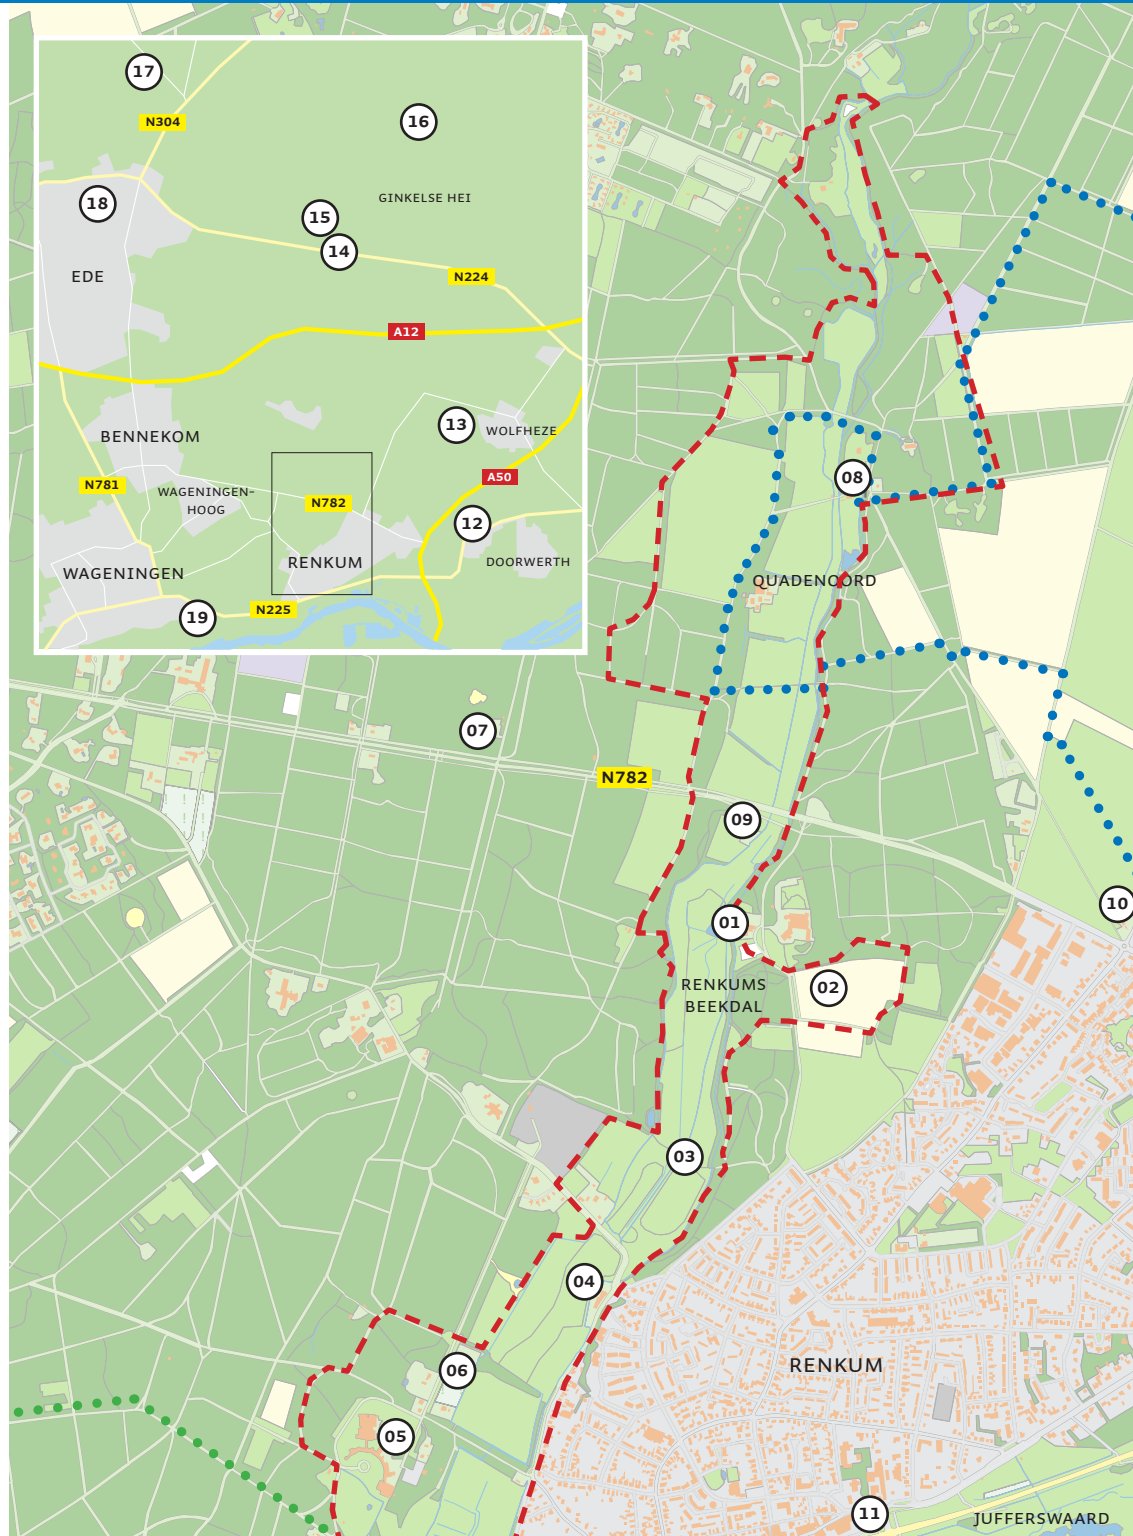 17
N304
16
18
GINKELSE HEI
15
14
EDE
N224
A12
13
WOLFHEZE
BENNEKOM
A50
N781
WAGENINGEN-
HOOG
N782
12
RENKUM
DOORWERTH
WAGENINGEN
N225
19
08
QUADENOORD
07
N782
09
10
01
RENKUMS
BEEKDAL
02
03
04
RENKUM
06
05
11
JUFFERSWAARD